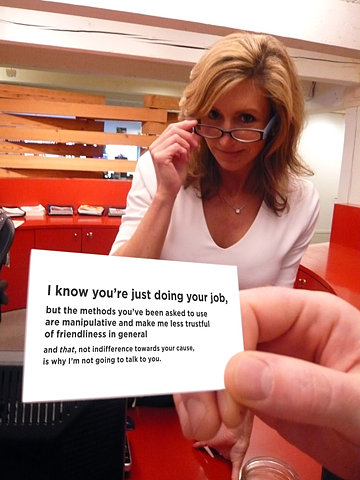 I know you're just doing your job,
but the methods you've been asked to use
are manipulative and make me less trustful
of friendliness in general
and that, not indifference towards your cause,
is why I'm not going to talk to you.